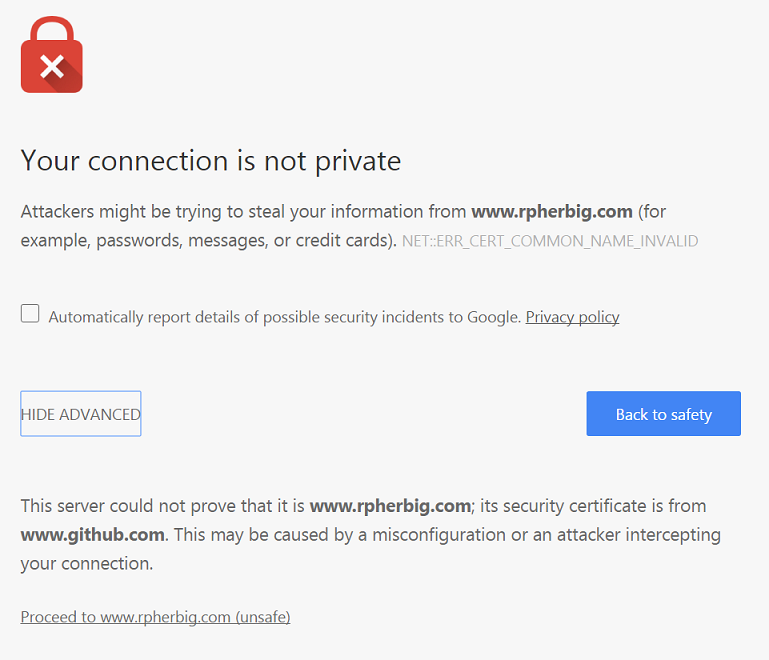 Your connection is not private
Attackers might be trying to steal your information from www.rpherbig.com (for
example, passwords, messages, or credit cards). NET::ERR_CERT_COMMON_NAME_INVALID
Automatically report details of possible security incidents to Google. Privacy policy
HIDE ADVANCED
Back to safety
This server could not prove that it is www.rpherbig.com; its security certificate is from
www.github.com. This may be caused by a misconfiguration or an attacker intercepting
your connection.
Proceed to www.rpherbig.com (unsafe)